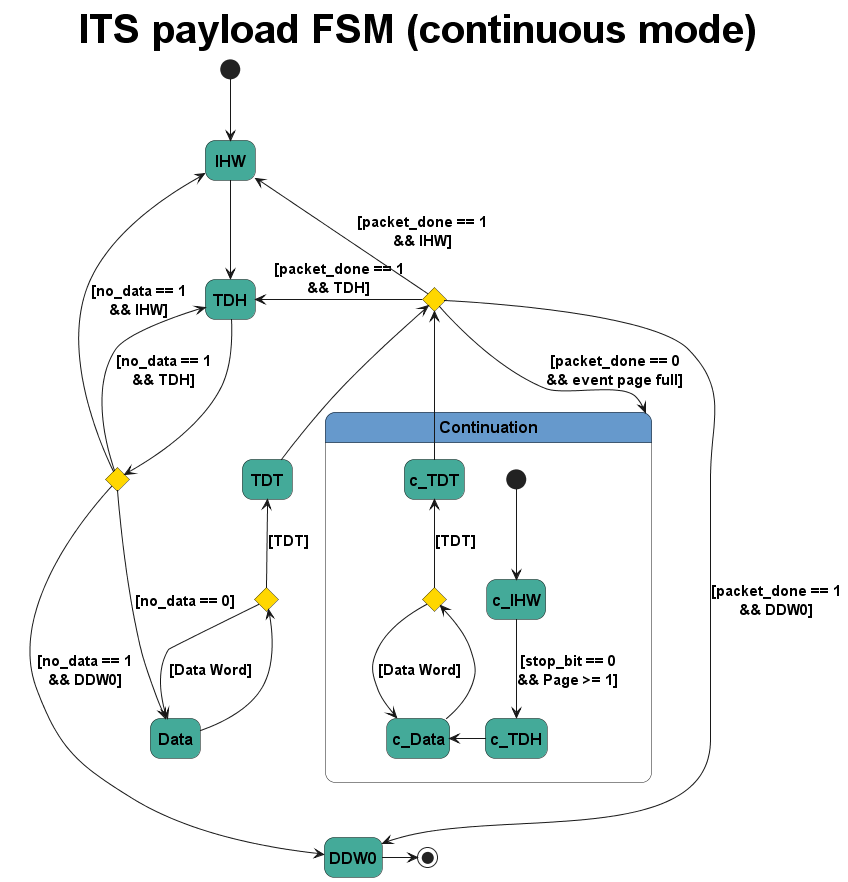 ITS payload FSM (continuous mode)
IHW
[packet_done == 1
&& IHW]
[packet_done == 1
&& TDH]
[no_data == 1
&& IHW]
TDH
[no_data == 1
&& TDH]
[packet_done == 0
&& event page full]
Continuation
TDT
c_TDT
[TDT]
[TDT]
[no_data == 0]
c_IHW
[packet_done == 1
&& DDW0]
[no_data == 1
&& DDW0]
[Data Word]
[Data Word]
[stop_bit == 0
&& Page >= 1]
Data
c_Data
c_TDH
DDW0